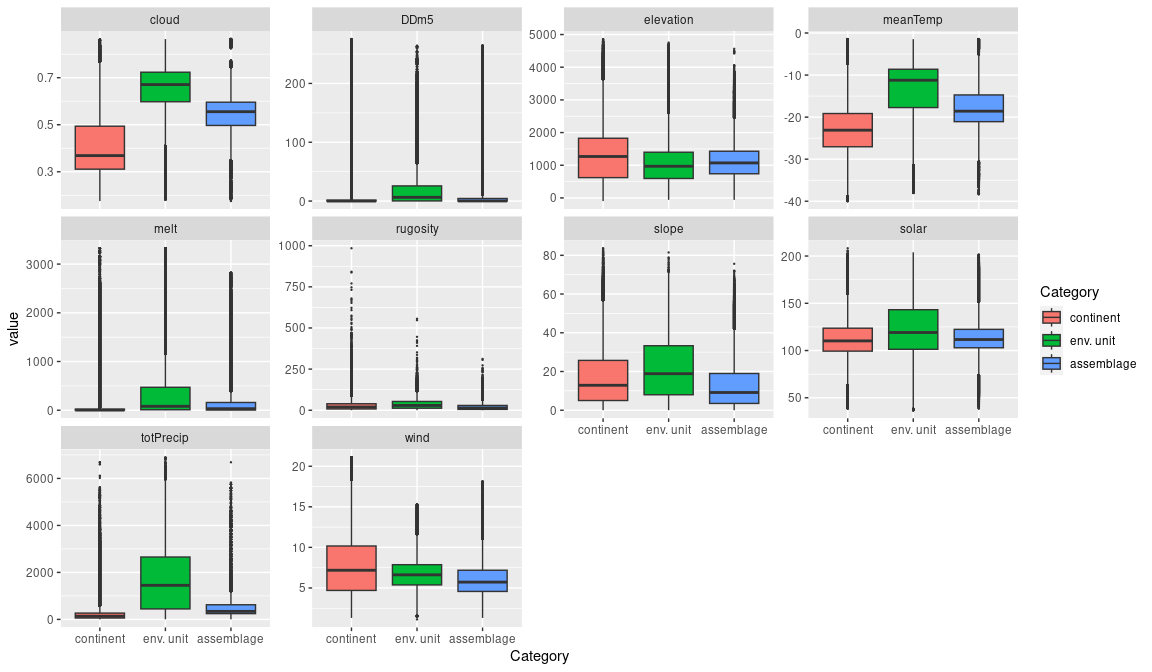 cloud
DDm5
elevation
meanTemp
0.7
0.5
0.3
200
100
0
5000
4000
3000
2000
1000
0
0
-10
-20
-30
-40
melt
rugosity
slope
solar
3000
2000
1000
0
1000
750
500
250
0
80
60
40
20
0
200
150
100
50
continent
env. unit
assemblage
continent
env. unit
assemblage
totPrecip
wind
6000
4000
2000
0
20
15
10
5
continent
env. unit
assemblage
continent
env. unit
assemblage
value
Category
Category
continent
env. unit
assemblage